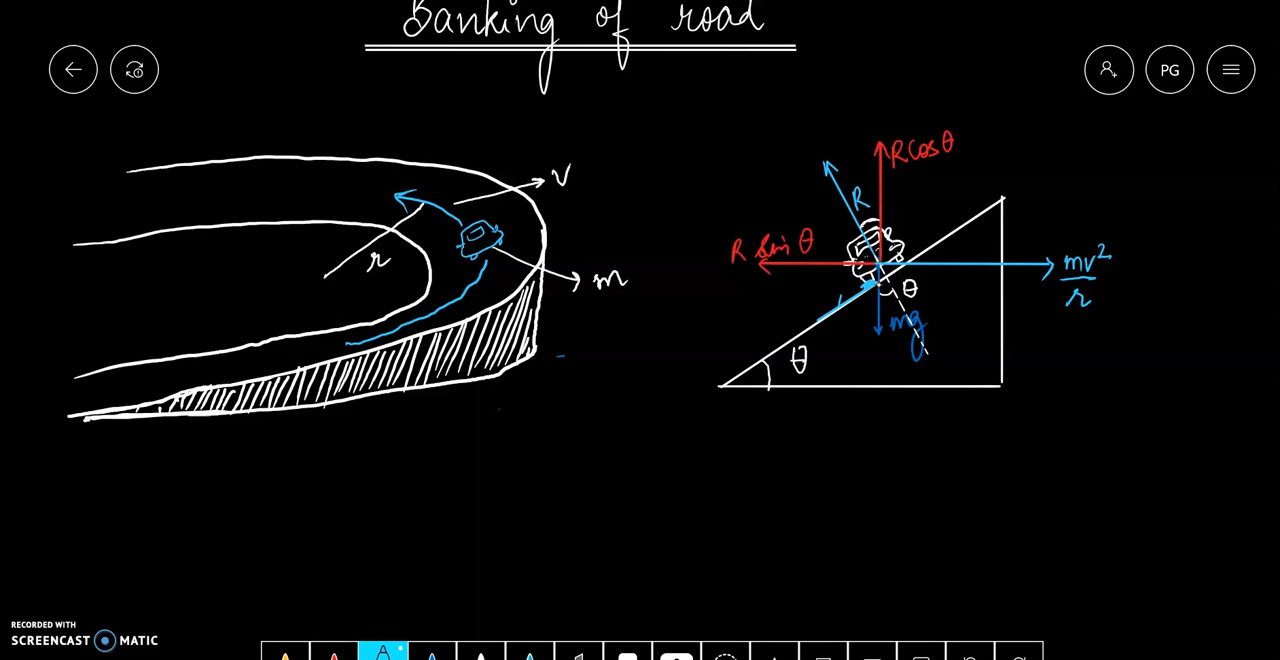 Banking of road
PG
v
r
m
R Cos θ
R
R Sin θ
mv²/r
θ
mg
θ
RECORDED WITH
SCREENCAST MATIC